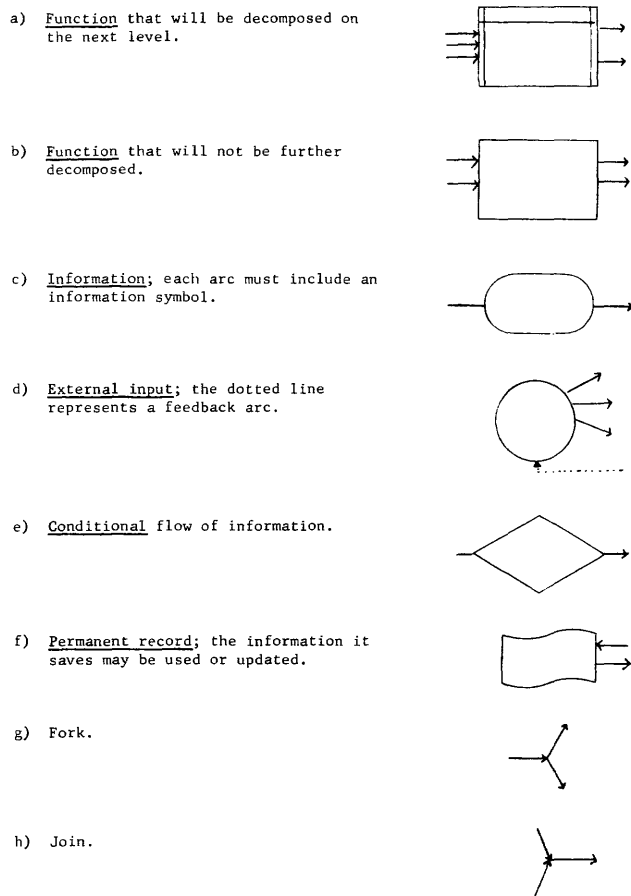 a) Function that will be decomposed on
the next level.
b) Function that will not be further
decomposed.
c) Information; each arc must include an
information symbol.
d) External input; the dotted line
represents a feedback arc.
e) Conditional flow of information.
f) Permanent record; the information it
saves may be used or updated.
g) Fork.
h) Join.